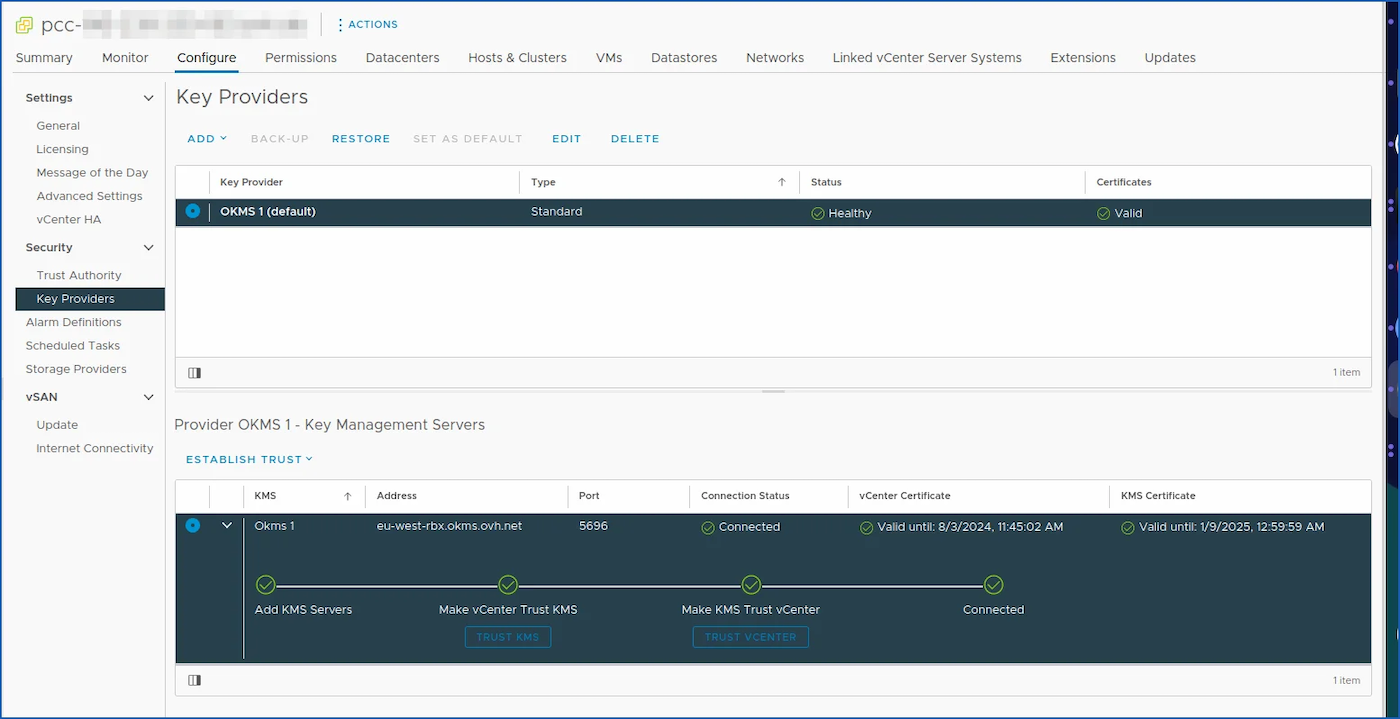 pcc-
ACTIONS
Summary Monitor Configure Permissions Datacenters Hosts & Clusters VMs Datastores Networks Linked vCenter Server Systems Extensions Updates
Settings
General
Licensing
Message of the Day
Advanced Settings
vCenter HA
Security
Trust Authority
Key Providers
Alarm Definitions
Scheduled Tasks
Storage Providers
vSAN
Update
Internet Connectivity
Key Providers
ADD BACK-UP RESTORE SET AS DEFAULT EDIT DELETE
Key Provider Type Status Certificates
OKMS 1 (default) Standard Healthy Valid
1 item
Provider OKMS 1 - Key Management Servers
ESTABLISH TRUST
KMS Address Port Connection Status vCenter Certificate KMS Certificate
Okms 1 eu-west-rbx.okms.ovh.net 5696 Connected Valid until: 8/3/2024, 11:45:02 AM Valid until: 1/9/2025, 12:59:59 AM
Add KMS Servers Make vCenter Trust KMS Make KMS Trust vCenter Connected
TRUST KMS TRUST VCENTER
1 item